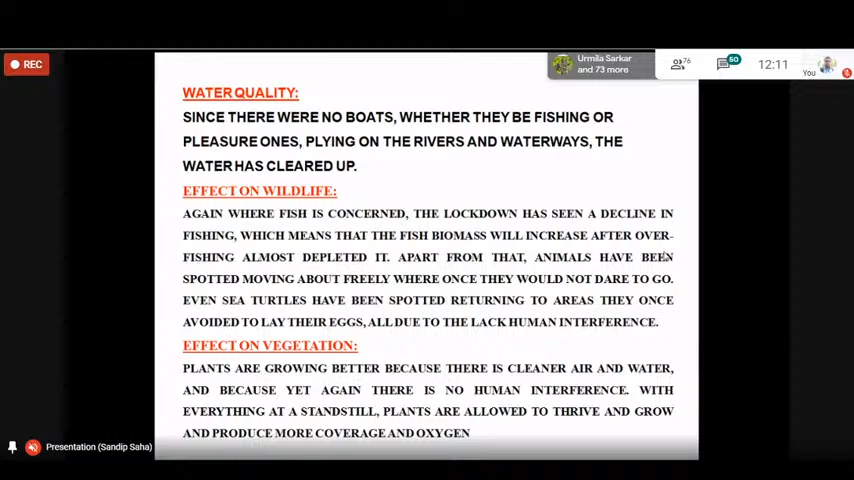 REC
Urmila Sarkar
and 73 more
76
50
12:11
You
WATER QUALITY:
SINCE THERE WERE NO BOATS, WHETHER THEY BE FISHING OR
PLEASURE ONES, PLYING ON THE RIVERS AND WATERWAYS, THE
WATER HAS CLEARED UP.
EFFECT ON WILDLIFE:
AGAIN WHERE FISH IS CONCERNED, THE LOCKDOWN HAS SEEN A DECLINE IN
FISHING, WHICH MEANS THAT THE FISH BIOMASS WILL INCREASE AFTER OVER-
FISHING ALMOST DEPLETED IT. APART FROM THAT, ANIMALS HAVE BEEN
SPOTTED MOVING ABOUT FREELY WHERE ONCE THEY WOULD NOT DARE TO GO.
EVEN SEA TURTLES HAVE BEEN SPOTTED RETURNING TO AREAS THEY ONCE
AVOIDED TO LAY THEIR EGGS, ALL DUE TO THE LACK HUMAN INTERFERENCE.
EFFECT ON VEGETATION:
PLANTS ARE GROWING BETTER BECAUSE THERE IS CLEANER AIR AND WATER,
AND BECAUSE YET AGAIN THERE IS NO HUMAN INTERFERENCE. WITH
EVERYTHING AT A STANDSTILL, PLANTS ARE ALLOWED TO THRIVE AND GROW
AND PRODUCE MORE COVERAGE AND OXYGEN
Presentation (Sandip Saha)